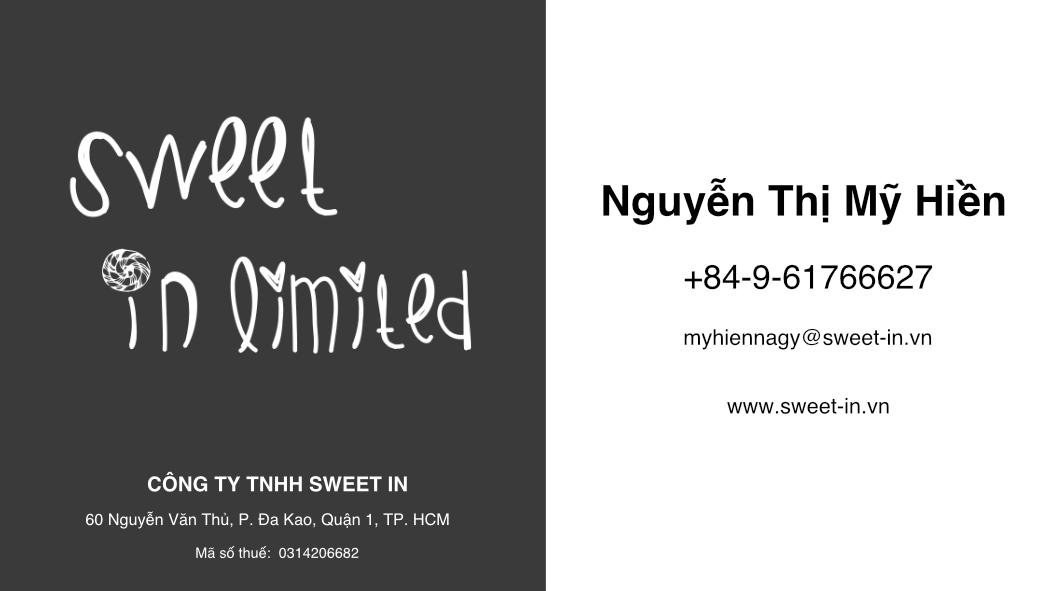 sweet
in limited
CÔNG TY TNHH SWEET IN
60 Nguyễn Văn Thủ, P. Đa Kao, Quận 1, TP. HCM
Mã số thuế: 0314206682
Nguyễn Thị Mỹ Hiền
+84-9-61766627
myhiennagy@sweet-in.vn
www.sweet-in.vn